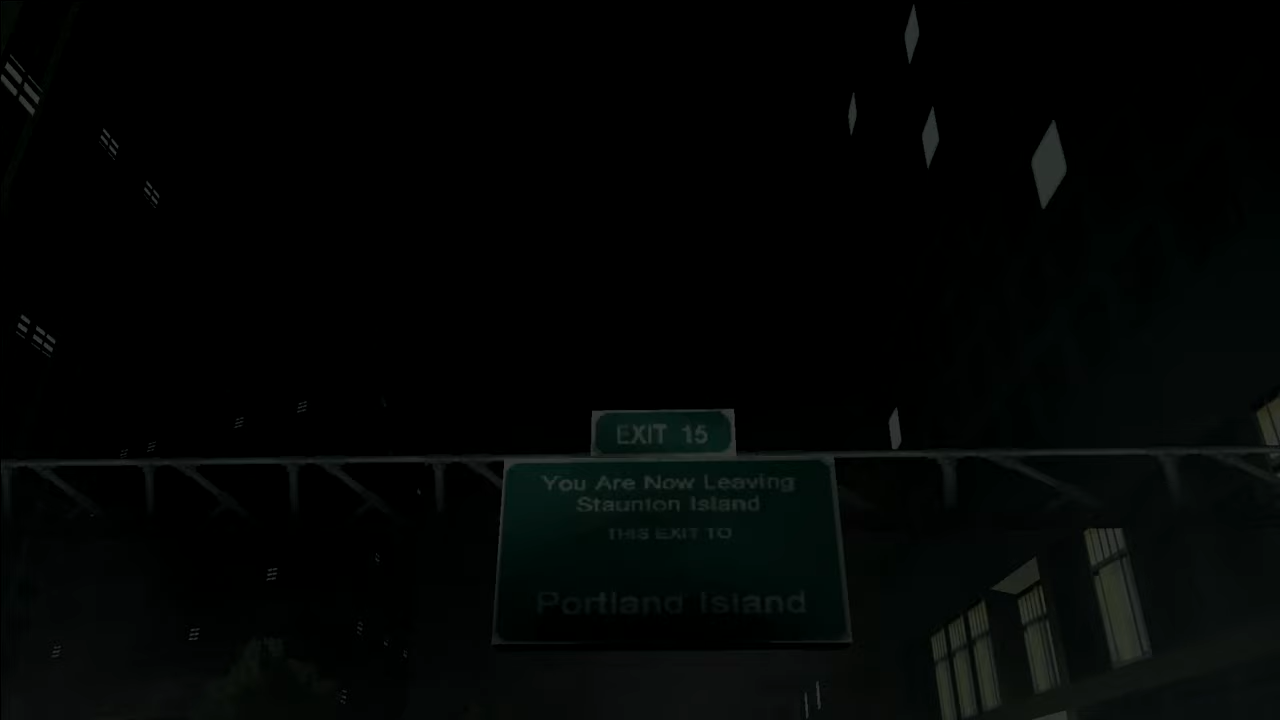 EXIT 15
You Are Now Leaving
Staunton Island
THIS EXIT TO
Portland Island